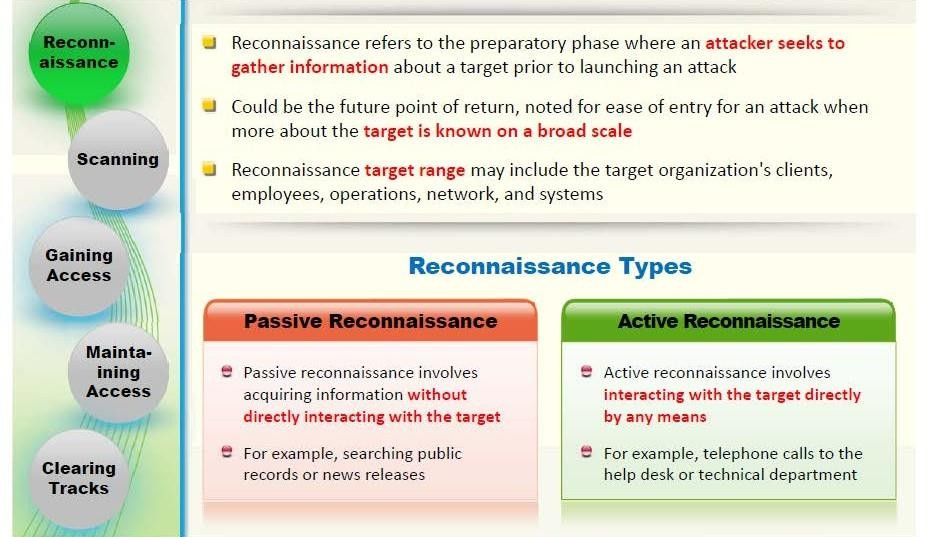 Reconn-
aissance
Scanning
Gaining
Access
Mainta-
ining
Access
Clearing
Tracks
Reconnaissance refers to the preparatory phase where an attacker seeks to
gather information about a target prior to launching an attack
Could be the future point of return, noted for ease of entry for an attack when
more about the target is known on a broad scale
Reconnaissance target range may include the target organization's clients,
employees, operations, network, and systems
Reconnaissance Types
Passive Reconnaissance
Passive reconnaissance involves
acquiring information without
directly interacting with the target
For example, searching public
records or news releases
Active Reconnaissance
Active reconnaissance involves
interacting with the target directly
by any means
For example, telephone calls to the
help desk or technical department